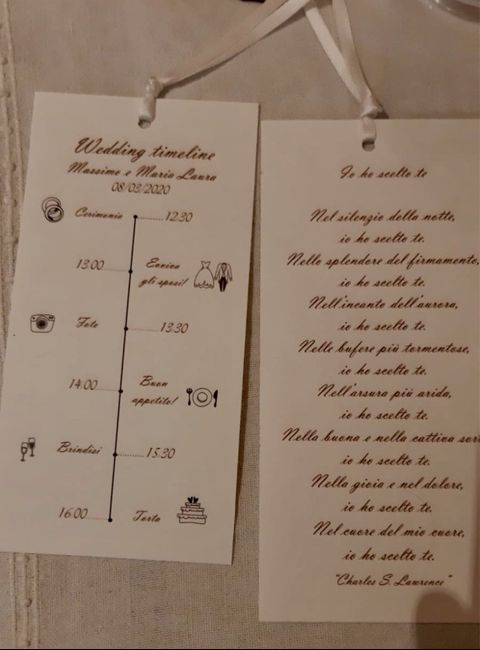 Wedding timeline
Massimo e Maria Laura
08/03/2020
Cerimonia 12:30
13:00 Evviva
gli sposi!
Foto 13:30
14:00 Buon
appetito!
Brindisi 15:30
16:00 Torta
Io ho scelto te
Nel silenzio della notte,
io ho scelto te.
Nello splendore del firmamento,
io ho scelto te.
Nell'incanto dell'aurora,
io ho scelto te.
Nelle bufere più tormentose,
io ho scelto te.
Nell'arsura più arida,
io ho scelto te.
Nella buona e nella cattiva
io ho scelto te.
Nella gioia e nel dolore,
io ho scelto te.
Nel cuore del mio cuore,
io ho scelto te.
"Charles S. Lawrence"